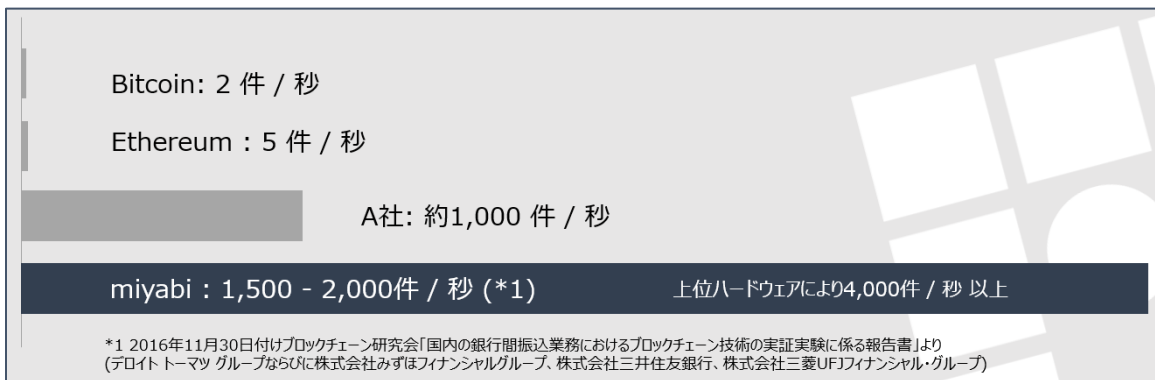 Bitcoin: 2 件 / 秒
Ethereum : 5 件 / 秒
A社: 約1,000 件 / 秒
miyabi : 1,500 - 2,000件 / 秒 (*1) 上位ハードウェアにより4,000件 / 秒 以上
*1 2016年11月30日付けブロックチェーン研究会「国内の銀行間振込業務におけるブロックチェーン技術の実証実験に係る報告書」より
(デロイト トーマツ グループならびに株式会社みずほフィナンシャルグループ、株式会社三井住友銀行、株式会社三菱UFJフィナンシャル・グループ)